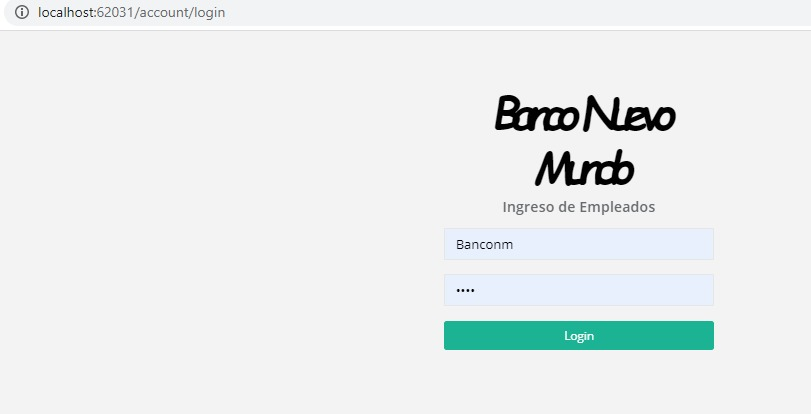 localhost:62031/account/login
Banco Nuevo
Mundo
Ingreso de Empleados
Banconm
••••
Login